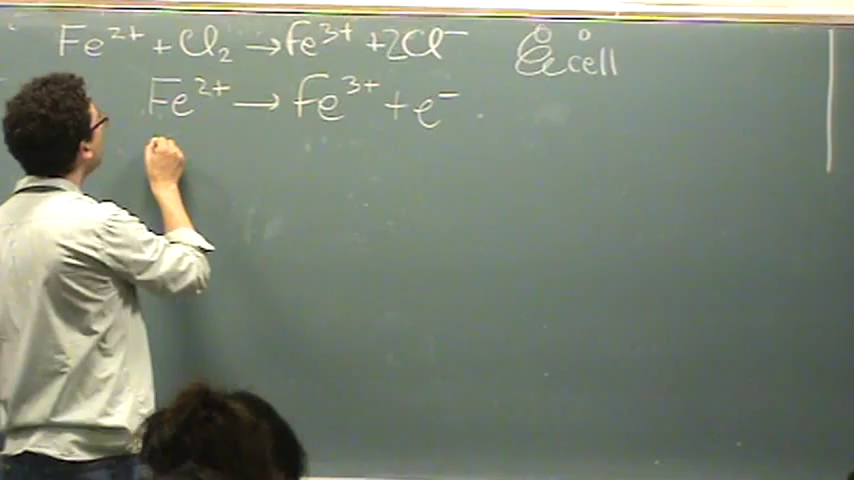 Fe²⁺ + Cl₂ → Fe³⁺ + 2Cl⁻ E°cell
Fe²⁺ → Fe³⁺ + e⁻